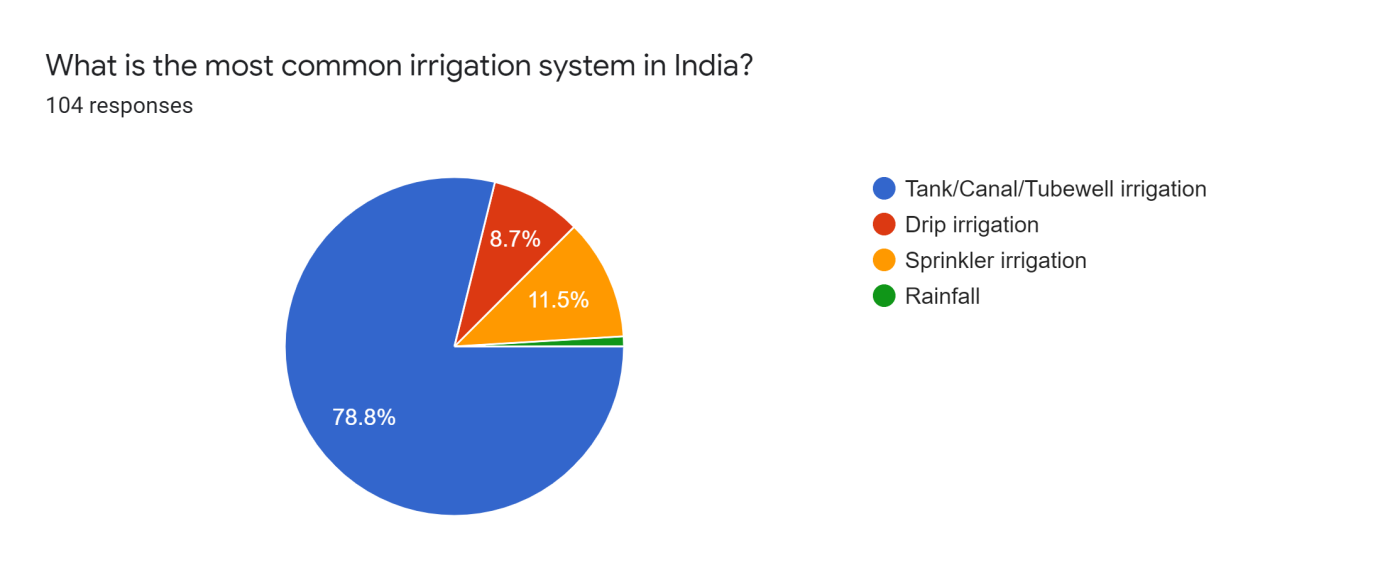 What is the most common irrigation system in India?
104 responses
8.7%
11.5%
78.8%
Tank/Canal/Tubewell irrigation
Drip irrigation
Sprinkler irrigation
Rainfall